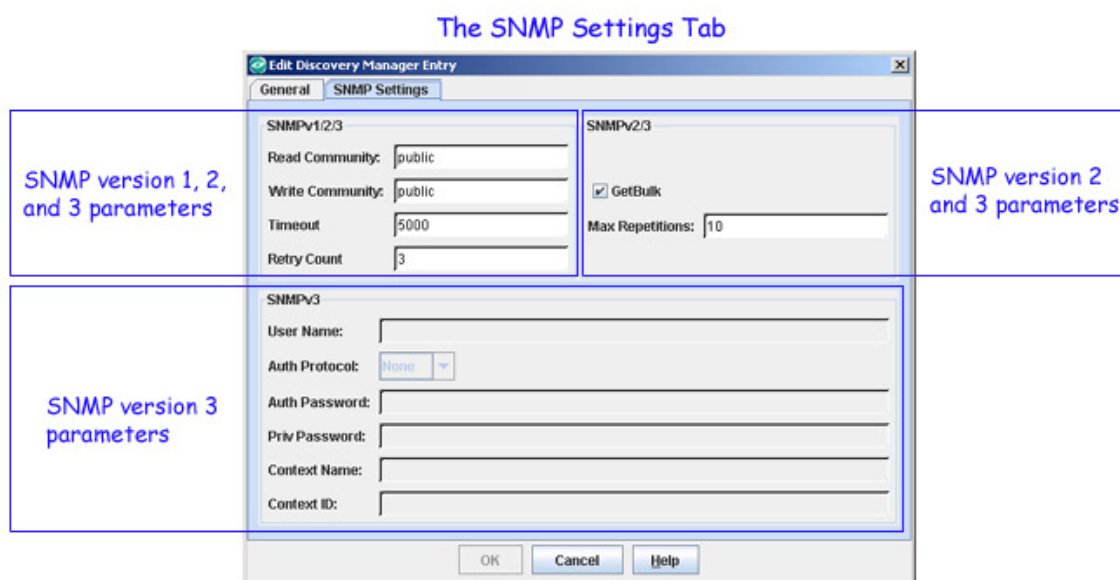 The SNMP Settings Tab
Edit Discovery Manager Entry
General
SNMP Settings
SNMPv1/2/3
Read Community: public
Write Community: public
Timeout 5000
Retry Count 3
SNMPv2/3
GetBulk
Max Repetitions: 10
SNMP version 1, 2,
and 3 parameters
SNMP version 2
and 3 parameters
SNMPv3
User Name:
Auth Protocol: None
Auth Password:
Priv Password:
Context Name:
Context ID:
SNMP version 3
parameters
OK
Cancel
Help